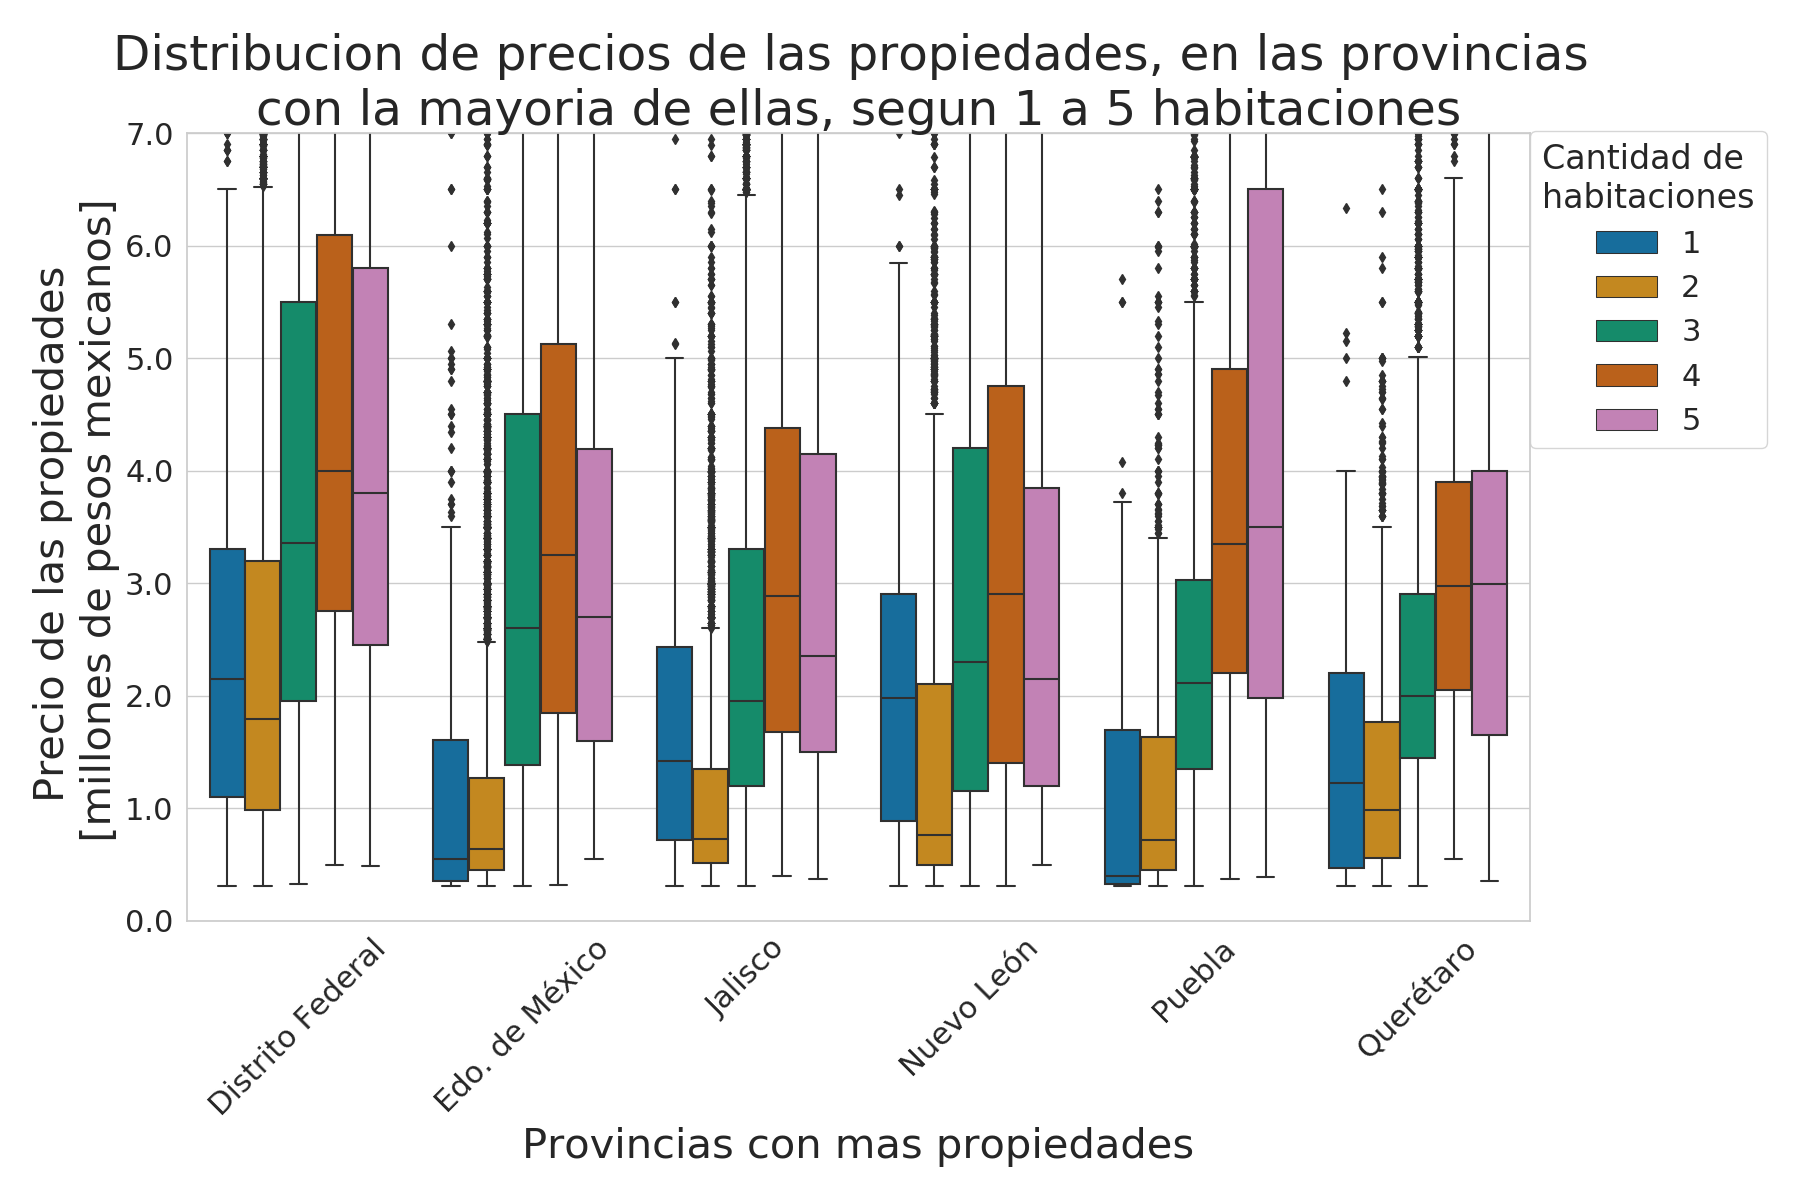 Distribucion de precios de las propiedades, en las provincias
con la mayoria de ellas, segun 1 a 5 habitaciones
Precio de las propiedades
[millones de pesos mexicanos]
7.0
6.0
5.0
4.0
3.0
2.0
1.0
0.0
Cantidad de
habitaciones
1
2
3
4
5
Distrito Federal
Edo. de México
Jalisco
Nuevo León
Puebla
Querétaro
Provincias con mas propiedades